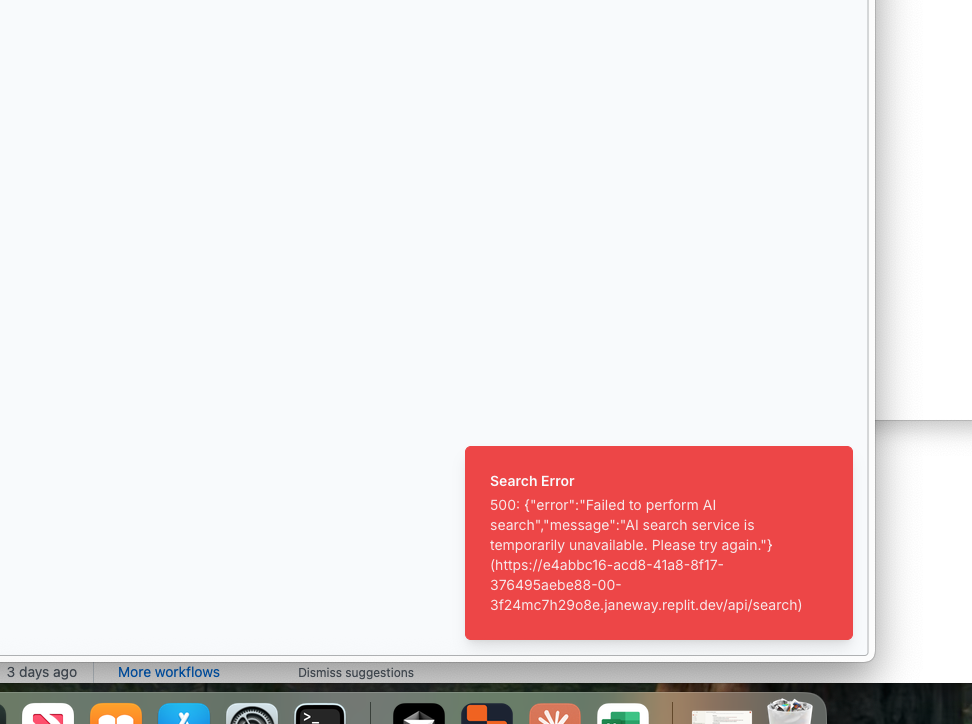 Search Error
500: {"error":"Failed to perform AI
search","message":"AI search service is
temporarily unavailable. Please try again."}
(https://e4abbc16-acd8-41a8-8f17-
376495aebe88-00-
3f24mc7h29o8e.janeway.replit.dev/api/search)
3 days ago More workflows Dismiss suggestions
>_